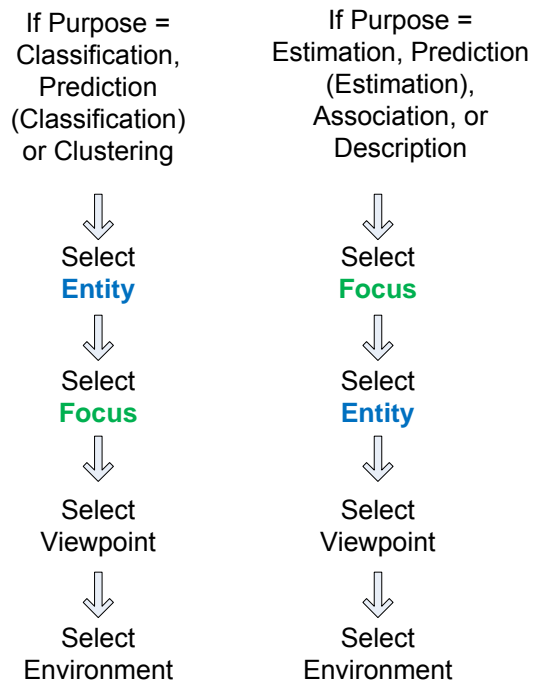 If Purpose =
Classification,
Prediction
(Classification)
or Clustering
Select
Entity
Select
Focus
Select
Viewpoint
Select
Environment
If Purpose =
Estimation, Prediction
(Estimation),
Association, or
Description
Select
Focus
Select
Entity
Select
Viewpoint
Select
Environment